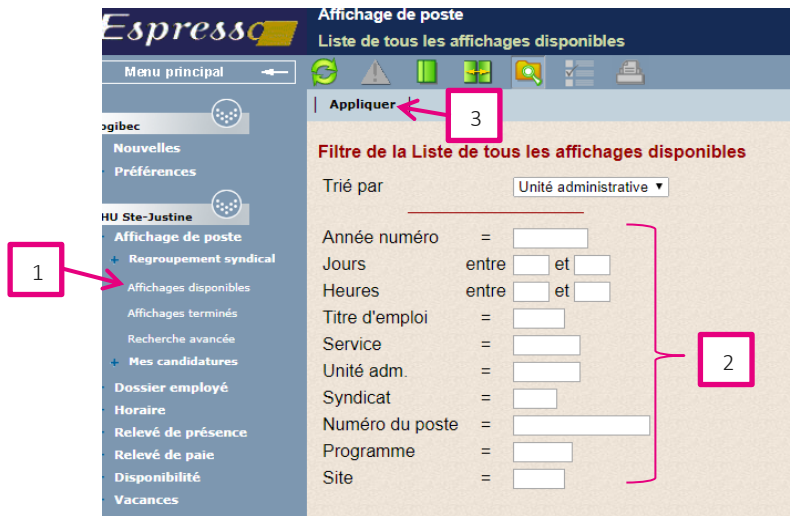 Espresso
Affichage de poste
Liste de tous les affichages disponibles
Menu principal
ogibec
Nouvelles
Préférences
HU Ste-Justine
Affichage de poste
+ Regroupement syndical
Affichages disponibles
Affichages terminés
Recherche avancée
+ Mes candidatures
Dossier employé
Horaire
Relevé de présence
Relevé de paie
Disponibilité
Vacances
| Appliquer |
Filtre de la Liste de tous les affichages disponibles
Trié par Unité administrative
Année numéro =
Jours entre et
Heures entre et
Titre d'emploi =
Service =
Unité adm. =
Syndicat =
Numéro du poste =
Programme =
Site =
1
2
3